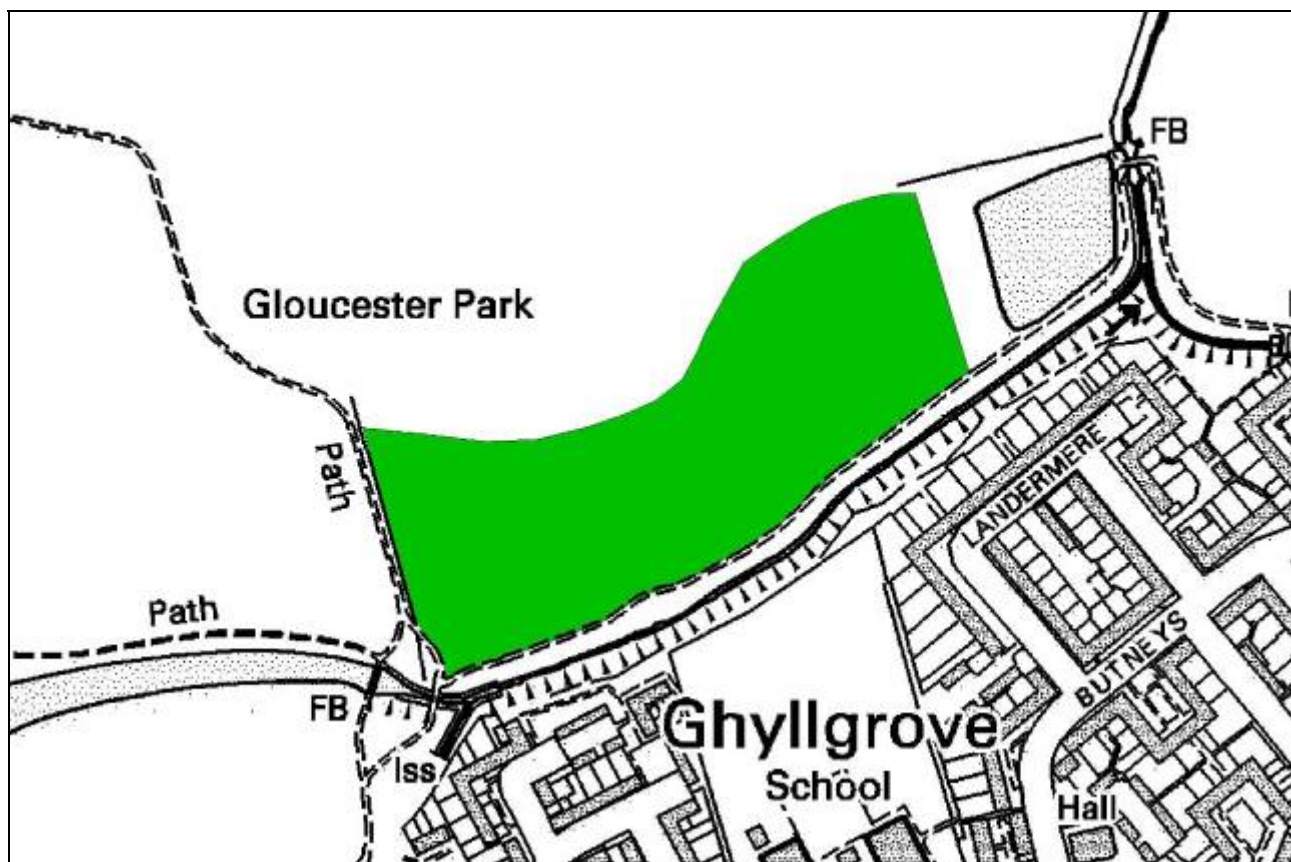 FB
Gloucester Park
Path
LANDERMERE
Path
BUTNEYS
FB
Ghyllgrove
Iss
School
Hall